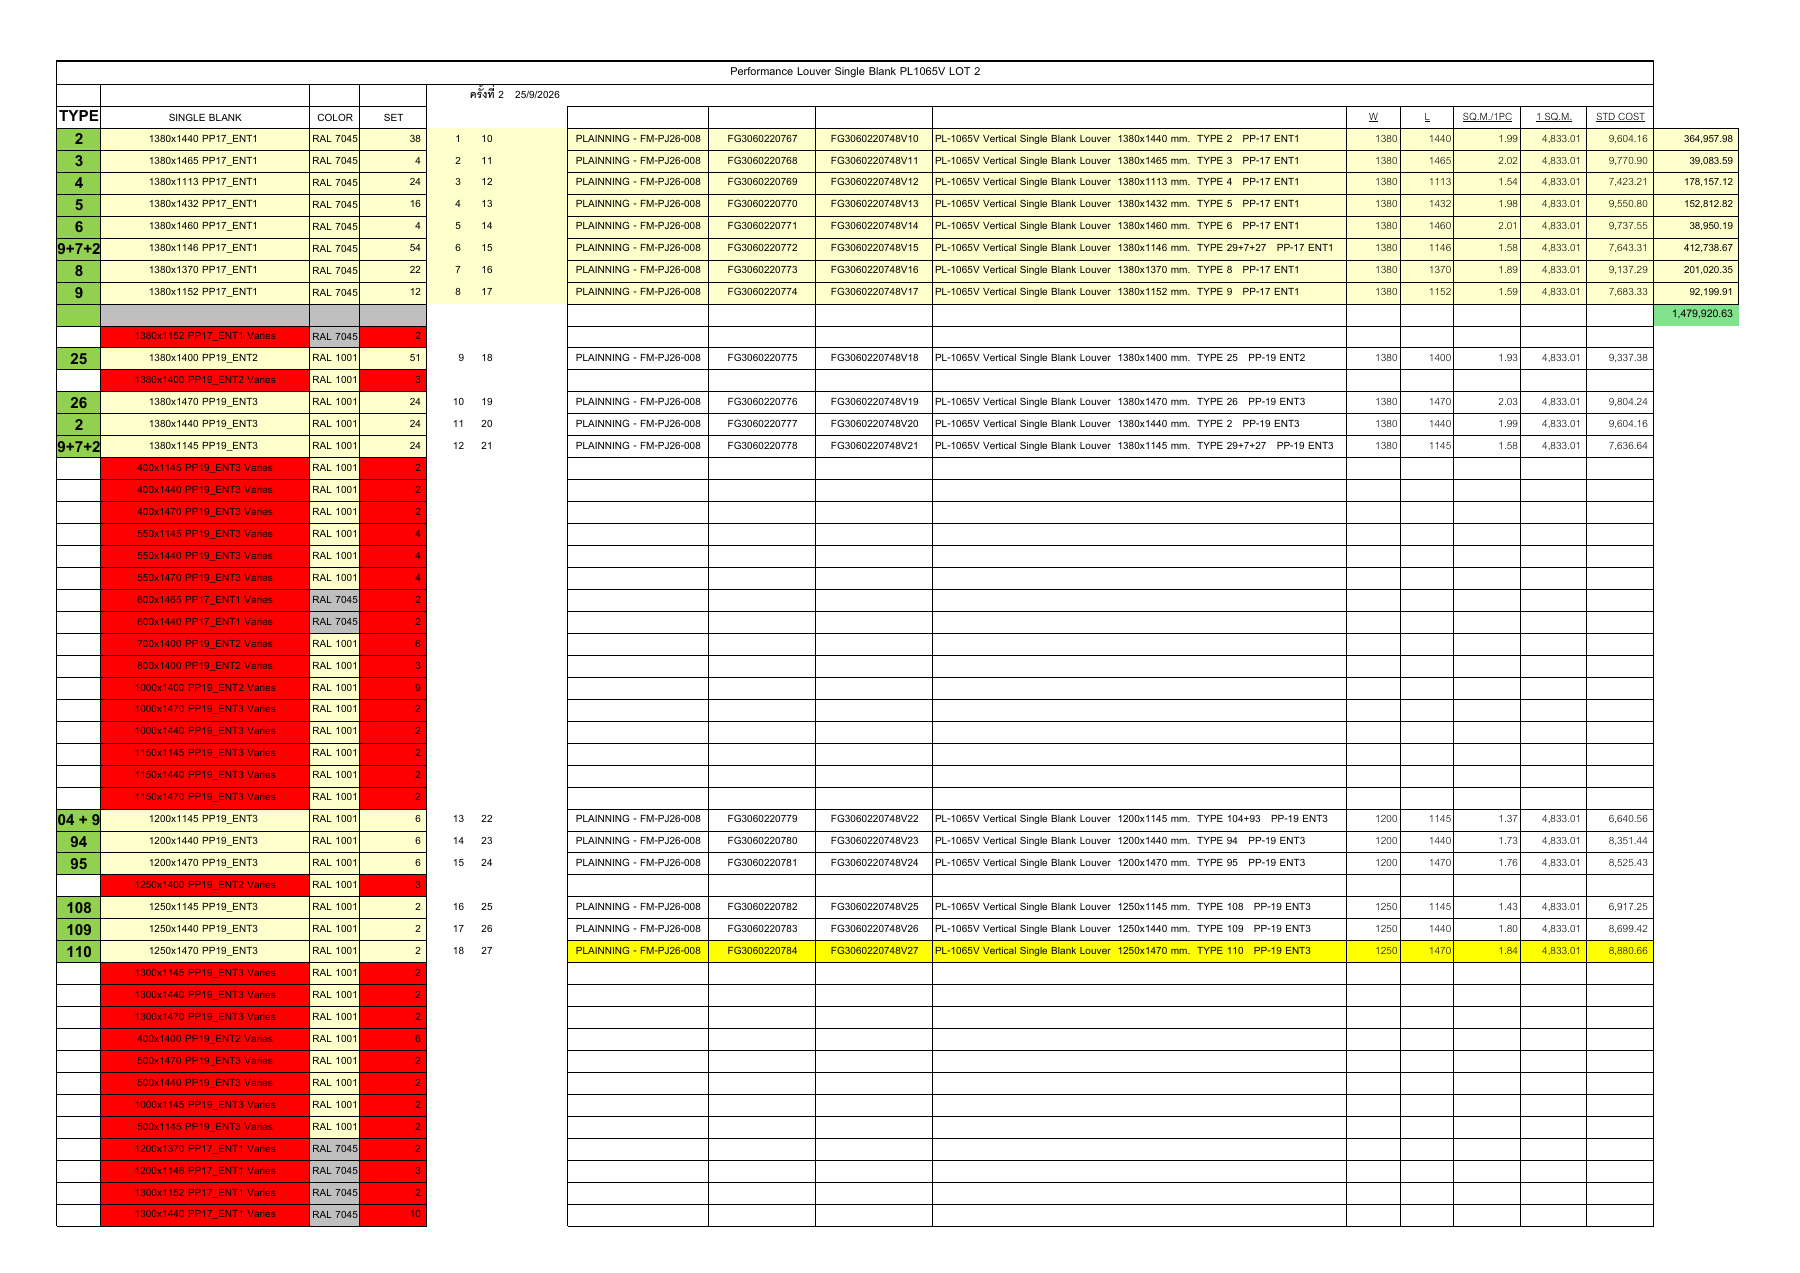 Performance Louver Single Blank PL1065V LOT 2
ครั้งที่ 2 25/9/2026
TYPE SINGLE BLANK COLOR SET W L SQ.M./1PC 1 SQ.M. STD COST
2 1380x1440 PP17_ENT1 RAL 7045 38 1 10 PLAINNING - FM-PJ26-008 FG3060220767 FG3060220748V10 PL-1065V Vertical Single Blank Louver 1380x1440 mm. TYPE 2 PP-17 ENT1 1380 1440 1.99 4,833.01 9,604.16 364,957.98
3 1380x1465 PP17_ENT1 RAL 7045 4 2 11 PLAINNING - FM-PJ26-008 FG3060220768 FG3060220748V11 PL-1065V Vertical Single Blank Louver 1380x1465 mm. TYPE 3 PP-17 ENT1 1380 1465 2.02 4,833.01 9,770.90 39,083.59
4 1380x1113 PP17_ENT1 RAL 7045 24 3 12 PLAINNING - FM-PJ26-008 FG3060220769 FG3060220748V12 PL-1065V Vertical Single Blank Louver 1380x1113 mm. TYPE 4 PP-17 ENT1 1380 1113 1.54 4,833.01 7,423.21 178,157.12
5 1380x1432 PP17_ENT1 RAL 7045 16 4 13 PLAINNING - FM-PJ26-008 FG3060220770 FG3060220748V13 PL-1065V Vertical Single Blank Louver 1380x1432 mm. TYPE 5 PP-17 ENT1 1380 1432 1.98 4,833.01 9,550.80 152,812.82
6 1380x1460 PP17_ENT1 RAL 7045 4 5 14 PLAINNING - FM-PJ26-008 FG3060220771 FG3060220748V14 PL-1065V Vertical Single Blank Louver 1380x1460 mm. TYPE 6 PP-17 ENT1 1380 1460 2.01 4,833.01 9,737.55 38,950.19
9+7+2 1380x1146 PP17_ENT1 RAL 7045 54 6 15 PLAINNING - FM-PJ26-008 FG3060220772 FG3060220748V15 PL-1065V Vertical Single Blank Louver 1380x1146 mm. TYPE 29+7+27 PP-17 ENT1 1380 1146 1.58 4,833.01 7,643.31 412,738.67
8 1380x1370 PP17_ENT1 RAL 7045 22 7 16 PLAINNING - FM-PJ26-008 FG3060220773 FG3060220748V16 PL-1065V Vertical Single Blank Louver 1380x1370 mm. TYPE 8 PP-17 ENT1 1380 1370 1.89 4,833.01 9,137.29 201,020.35
9 1380x1152 PP17_ENT1 RAL 7045 12 8 17 PLAINNING - FM-PJ26-008 FG3060220774 FG3060220748V17 PL-1065V Vertical Single Blank Louver 1380x1152 mm. TYPE 9 PP-17 ENT1 1380 1152 1.59 4,833.01 7,683.33 92,199.91
1,479,920.63
1380x1152 PP17_ENT1 Varies RAL 7045 2
25 1380x1400 PP19_ENT2 RAL 1001 51 9 18 PLAINNING - FM-PJ26-008 FG3060220775 FG3060220748V18 PL-1065V Vertical Single Blank Louver 1380x1400 mm. TYPE 25 PP-19 ENT2 1380 1400 1.93 4,833.01 9,337.38
1380x1400 PP19_ENT2 Varies RAL 1001 3
26 1380x1470 PP19_ENT3 RAL 1001 24 10 19 PLAINNING - FM-PJ26-008 FG3060220776 FG3060220748V19 PL-1065V Vertical Single Blank Louver 1380x1470 mm. TYPE 26 PP-19 ENT3 1380 1470 2.03 4,833.01 9,804.24
2 1380x1440 PP19_ENT3 RAL 1001 24 11 20 PLAINNING - FM-PJ26-008 FG3060220777 FG3060220748V20 PL-1065V Vertical Single Blank Louver 1380x1440 mm. TYPE 2 PP-19 ENT3 1380 1440 1.99 4,833.01 9,604.16
9+7+2 1380x1145 PP19_ENT3 RAL 1001 24 12 21 PLAINNING - FM-PJ26-008 FG3060220778 FG3060220748V21 PL-1065V Vertical Single Blank Louver 1380x1145 mm. TYPE 29+7+27 PP-19 ENT3 1380 1145 1.58 4,833.01 7,636.64
400x1145 PP19_ENT3 Varies RAL 1001 2
400x1440 PP19_ENT3 Varies RAL 1001 2
400x1470 PP19_ENT3 Varies RAL 1001 2
550x1145 PP19_ENT3 Varies RAL 1001 4
550x1440 PP19_ENT3 Varies RAL 1001 4
550x1470 PP19_ENT3 Varies RAL 1001 4
600x1465 PP17_ENT1 Varies RAL 7045 2
600x1440 PP17_ENT1 Varies RAL 7045 2
700x1400 PP19_ENT2 Varies RAL 1001 6
800x1400 PP19_ENT2 Varies RAL 1001 3
1000x1400 PP19_ENT2 Varies RAL 1001 9
1000x1470 PP19_ENT3 Varies RAL 1001 2
1000x1440 PP19_ENT3 Varies RAL 1001 2
1150x1145 PP19_ENT3 Varies RAL 1001 2
1150x1440 PP19_ENT3 Varies RAL 1001 2
1150x1470 PP19_ENT3 Varies RAL 1001 2
04 + 9 1200x1145 PP19_ENT3 RAL 1001 6 13 22 PLAINNING - FM-PJ26-008 FG3060220779 FG3060220748V22 PL-1065V Vertical Single Blank Louver 1200x1145 mm. TYPE 104+93 PP-19 ENT3 1200 1145 1.37 4,833.01 6,640.56
94 1200x1440 PP19_ENT3 RAL 1001 6 14 23 PLAINNING - FM-PJ26-008 FG3060220780 FG3060220748V23 PL-1065V Vertical Single Blank Louver 1200x1440 mm. TYPE 94 PP-19 ENT3 1200 1440 1.73 4,833.01 8,351.44
95 1200x1470 PP19_ENT3 RAL 1001 6 15 24 PLAINNING - FM-PJ26-008 FG3060220781 FG3060220748V24 PL-1065V Vertical Single Blank Louver 1200x1470 mm. TYPE 95 PP-19 ENT3 1200 1470 1.76 4,833.01 8,525.43
1250x1400 PP19_ENT2 Varies RAL 1001 3
108 1250x1145 PP19_ENT3 RAL 1001 2 16 25 PLAINNING - FM-PJ26-008 FG3060220782 FG3060220748V25 PL-1065V Vertical Single Blank Louver 1250x1145 mm. TYPE 108 PP-19 ENT3 1250 1145 1.43 4,833.01 6,917.25
109 1250x1440 PP19_ENT3 RAL 1001 2 17 26 PLAINNING - FM-PJ26-008 FG3060220783 FG3060220748V26 PL-1065V Vertical Single Blank Louver 1250x1440 mm. TYPE 109 PP-19 ENT3 1250 1440 1.80 4,833.01 8,699.42
110 1250x1470 PP19_ENT3 RAL 1001 2 18 27 PLAINNING - FM-PJ26-008 FG3060220784 FG3060220748V27 PL-1065V Vertical Single Blank Louver 1250x1470 mm. TYPE 110 PP-19 ENT3 1250 1470 1.84 4,833.01 8,880.66
1300x1145 PP19_ENT3 Varies RAL 1001 2
1300x1440 PP19_ENT3 Varies RAL 1001 2
1300x1470 PP19_ENT3 Varies RAL 1001 2
400x1400 PP19_ENT2 Varies RAL 1001 6
500x1470 PP19_ENT3 Varies RAL 1001 2
500x1440 PP19_ENT3 Varies RAL 1001 2
1000x1145 PP19_ENT3 Varies RAL 1001 2
500x1145 PP19_ENT3 Varies RAL 1001 2
1200x1370 PP17_ENT1 Varies RAL 7045 2
1200x1146 PP17_ENT1 Varies RAL 7045 3
1300x1152 PP17_ENT1 Varies RAL 7045 2
1300x1440 PP17_ENT1 Varies RAL 7045 10